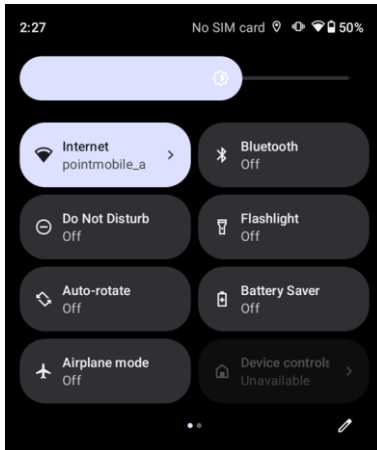 2:27 No SIM card 50%
Internet
pointmobile_a
Bluetooth
Off
Do Not Disturb
Off
Flashlight
Off
Auto-rotate
Off
Battery Saver
Off
Airplane mode
Off
Device controls
Unavailable